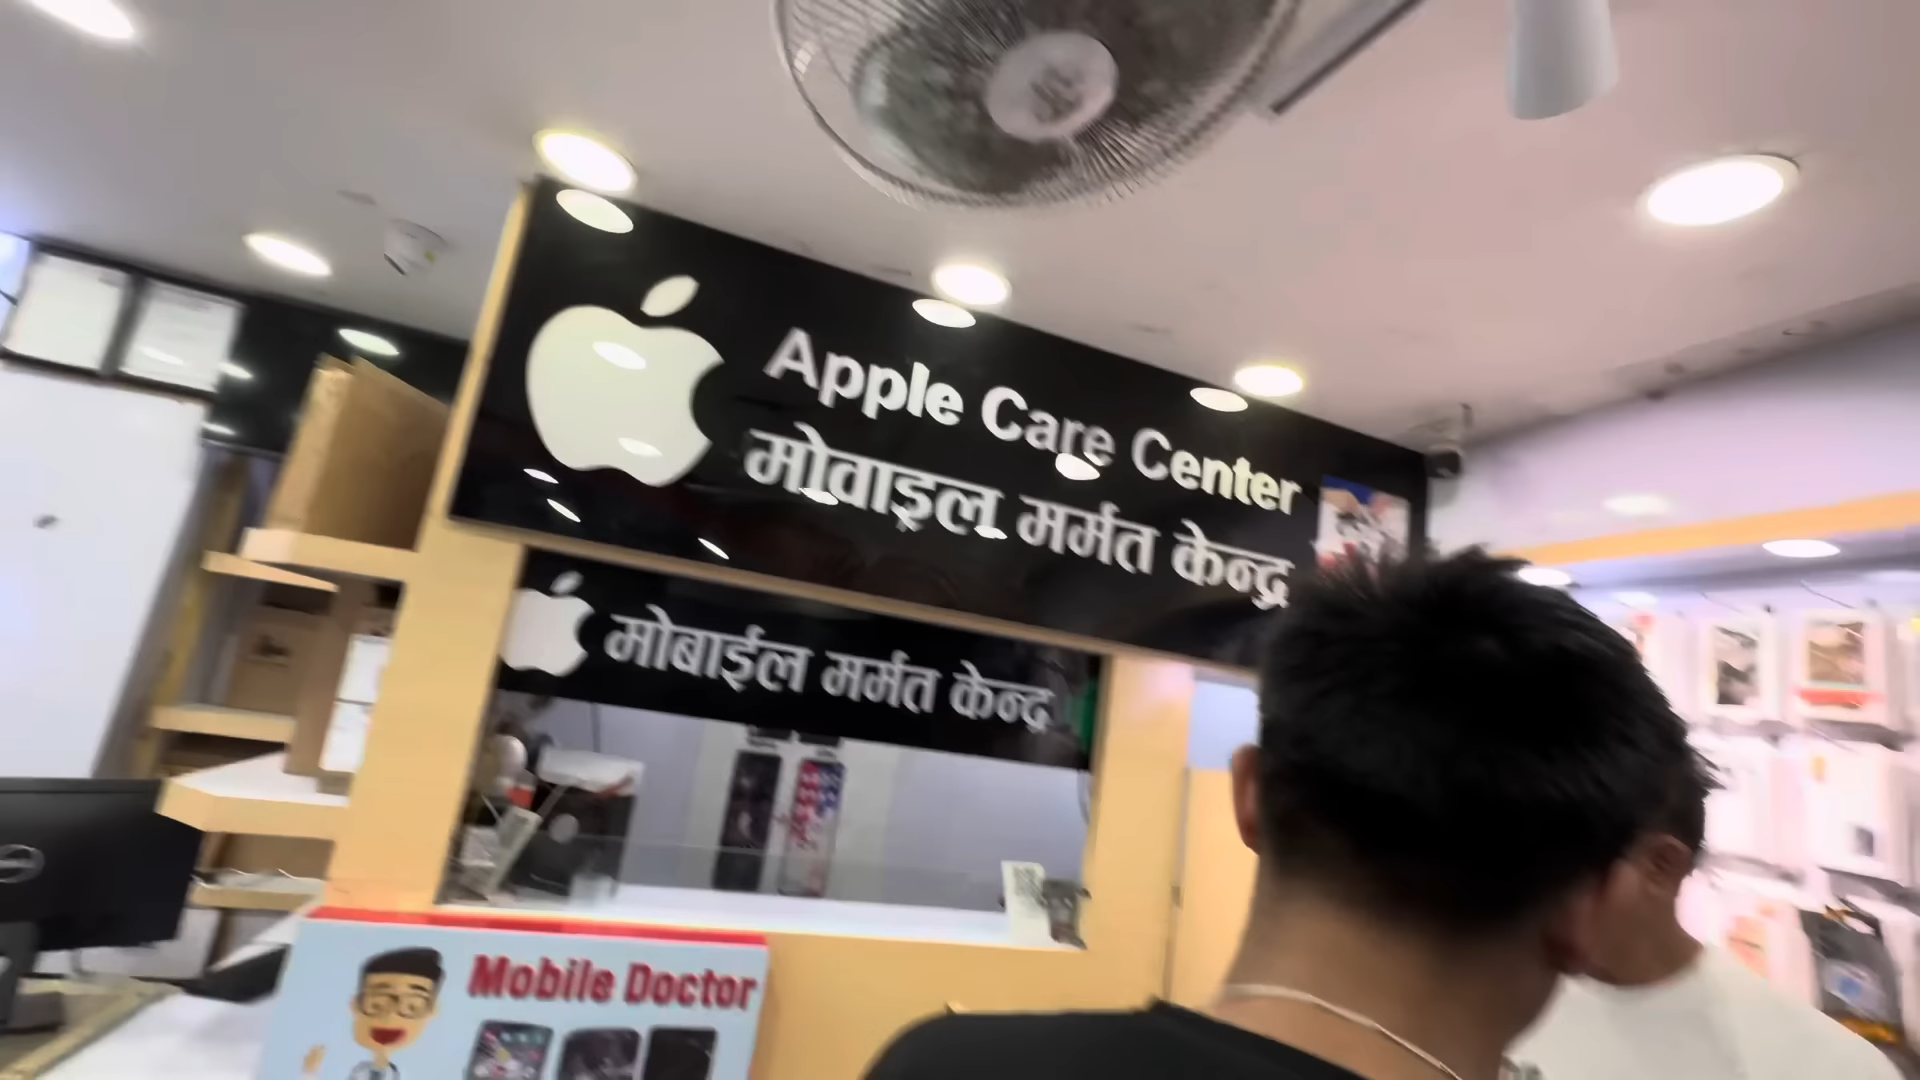 Apple Care Center
मोवाइल मर्मत केन्द्र
मोबाईल मर्मत केन्द्र
Mobile Doctor